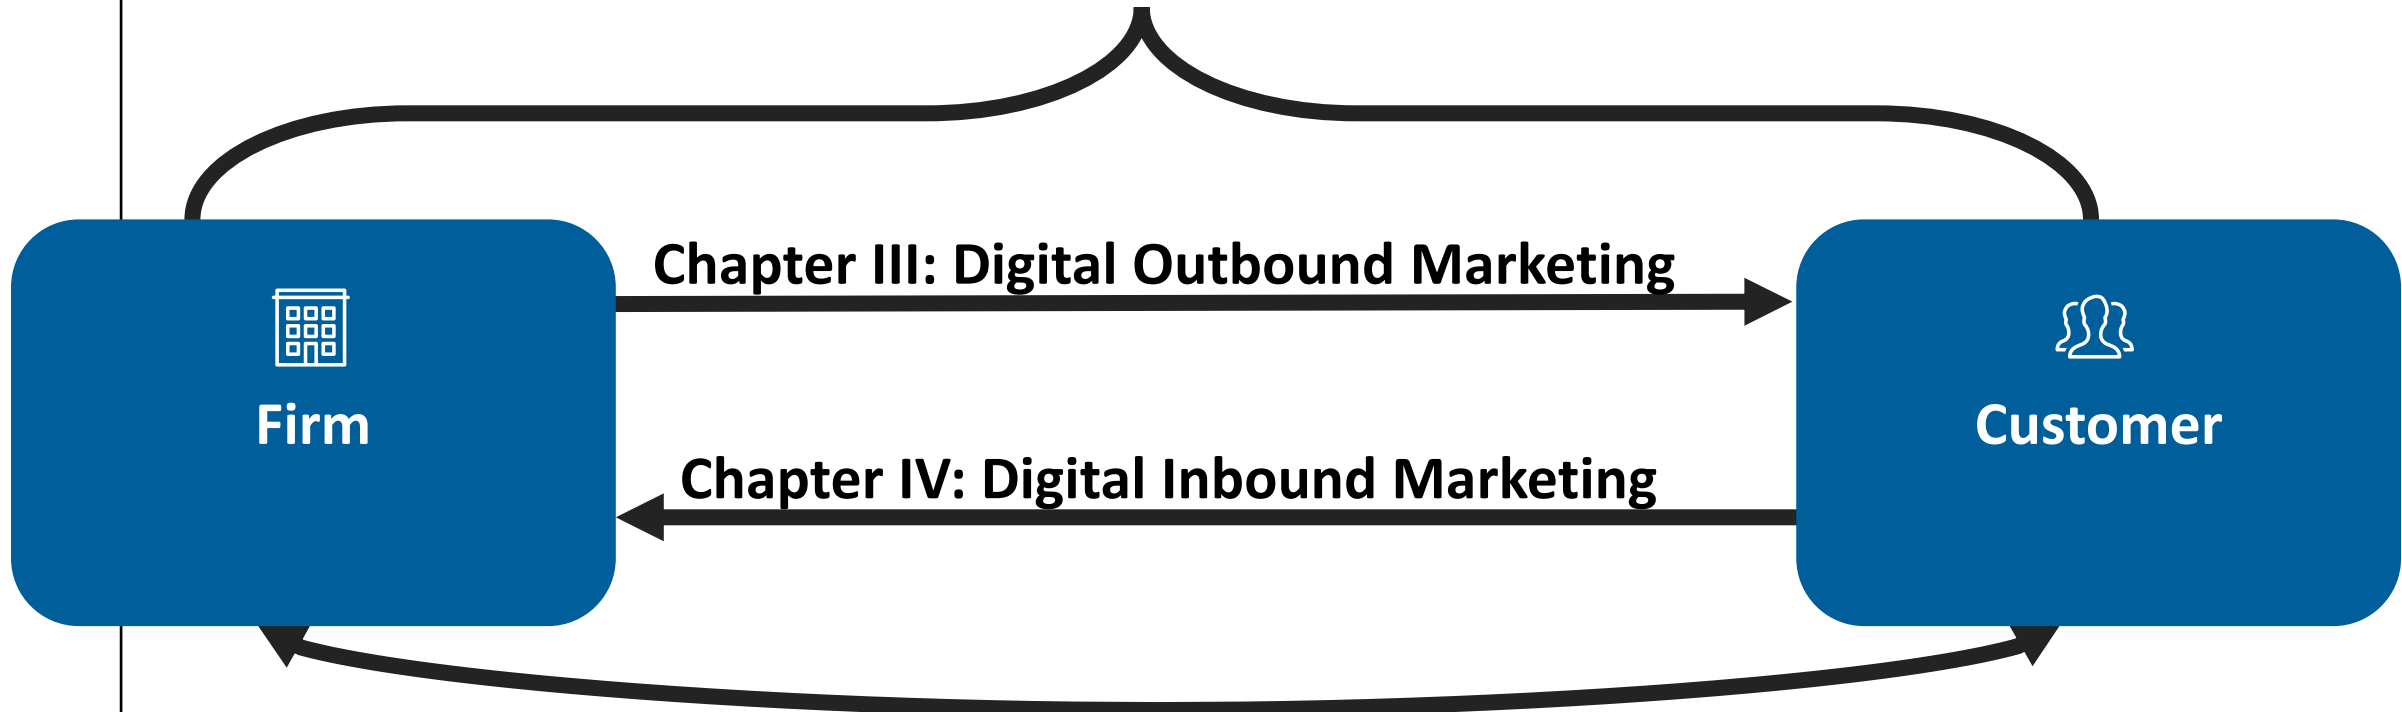 Chapter III: Digital Outbound Marketing
Firm
Customer
Chapter IV: Digital Inbound Marketing